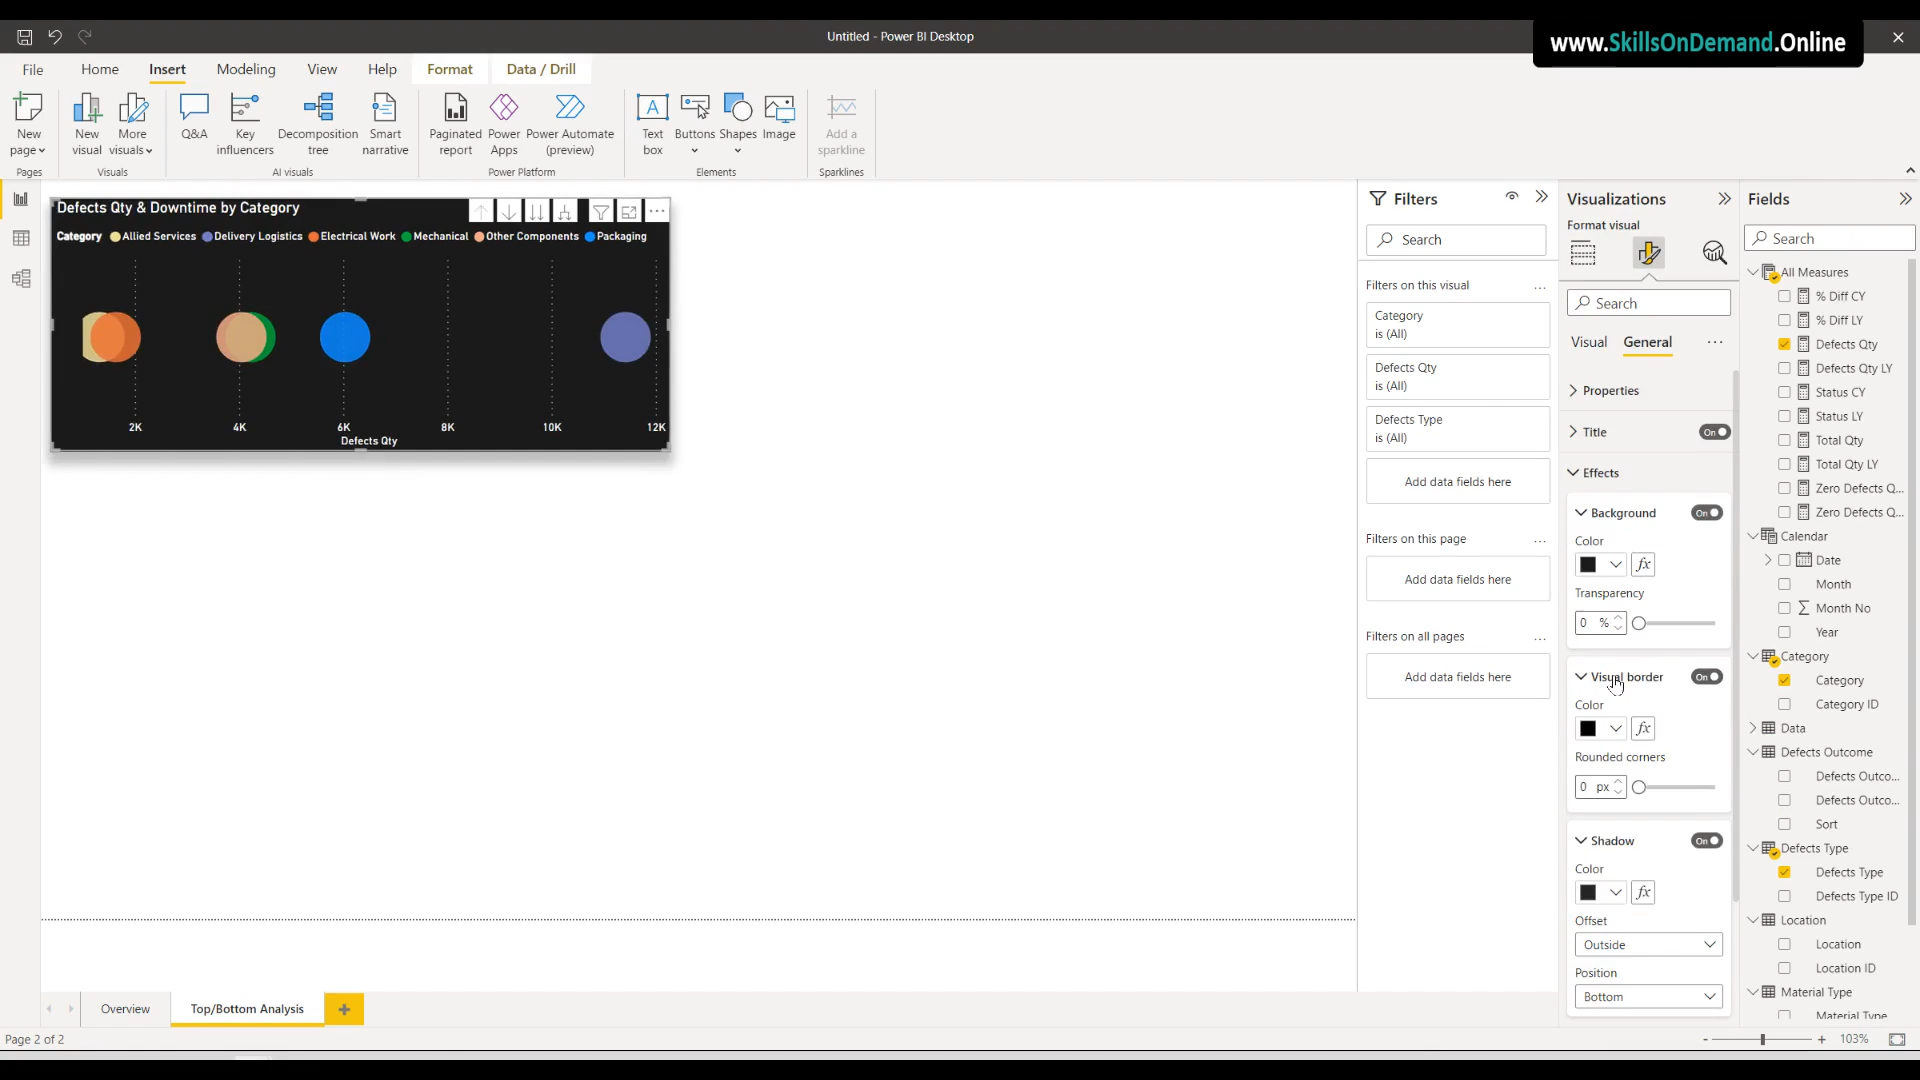 Untitled - Power BI Desktop
www.SkillsOnDemand.Online
File
Home
Insert
Modeling
View
Help
Format
Data / Drill
New
page
New
visual
More
visuals
Q&A
Key
influencers
Decomposition
tree
Smart
narrative
Paginated
report
Power
Apps
Power Automate
(preview)
Text
box
Buttons
Shapes
Image
Add a
sparkline
Pages
Visuals
AI visuals
Power Platform
Elements
Sparklines
Defects Qty & Downtime by Category
Category Allied Services Delivery Logistics Electrical Work Mechanical Other Components Packaging
2K 4K 6K 8K 10K 12K
Defects Qty
Filters
Search
Filters on this visual
Category
is (All)
Defects Qty
is (All)
Defects Type
is (All)
Add data fields here
Filters on this page
Add data fields here
Filters on all pages
Add data fields here
Visualizations
Format visual
Search
Visual General
Properties
Title On
Effects
Background On
Color
fx
Transparency
0 %
Visual border On
Color
fx
Rounded corners
0 px
Shadow On
Color
fx
Offset
Outside
Position
Bottom
Fields
Search
All Measures
% Diff CY
% Diff LY
Defects Qty
Defects Qty LY
Status CY
Status LY
Total Qty
Total Qty LY
Zero Defects Q...
Zero Defects Q...
Calendar
Date
Month
Month No
Year
Category
Category
Category ID
Data
Defects Outcome
Defects Outco...
Defects Outco...
Sort
Defects Type
Defects Type
Defects Type ID
Location
Location
Location ID
Material Type
Material Type
Overview
Top/Bottom Analysis
Page 2 of 2
103%